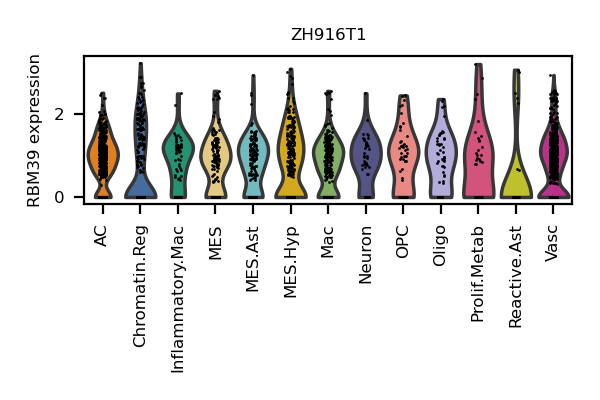 ZH916T1
RBM39 expression
2
0
AC
Chromatin.Reg
Inflammatory.Mac
MES
MES.Ast
MES.Hyp
Mac
Neuron
OPC
Oligo
Prolif.Metab
Reactive.Ast
Vasc